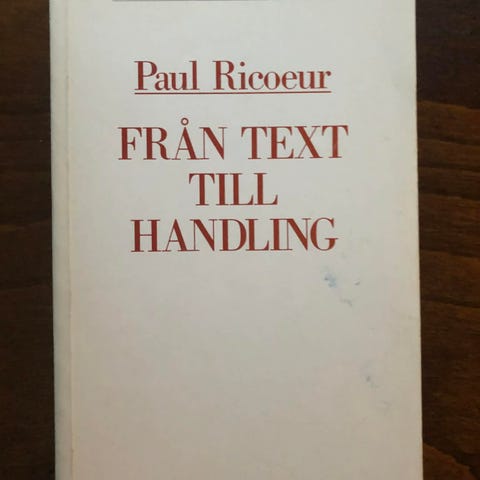 Paul Ricoeur
FRÅN TEXT
TILL
HANDLING